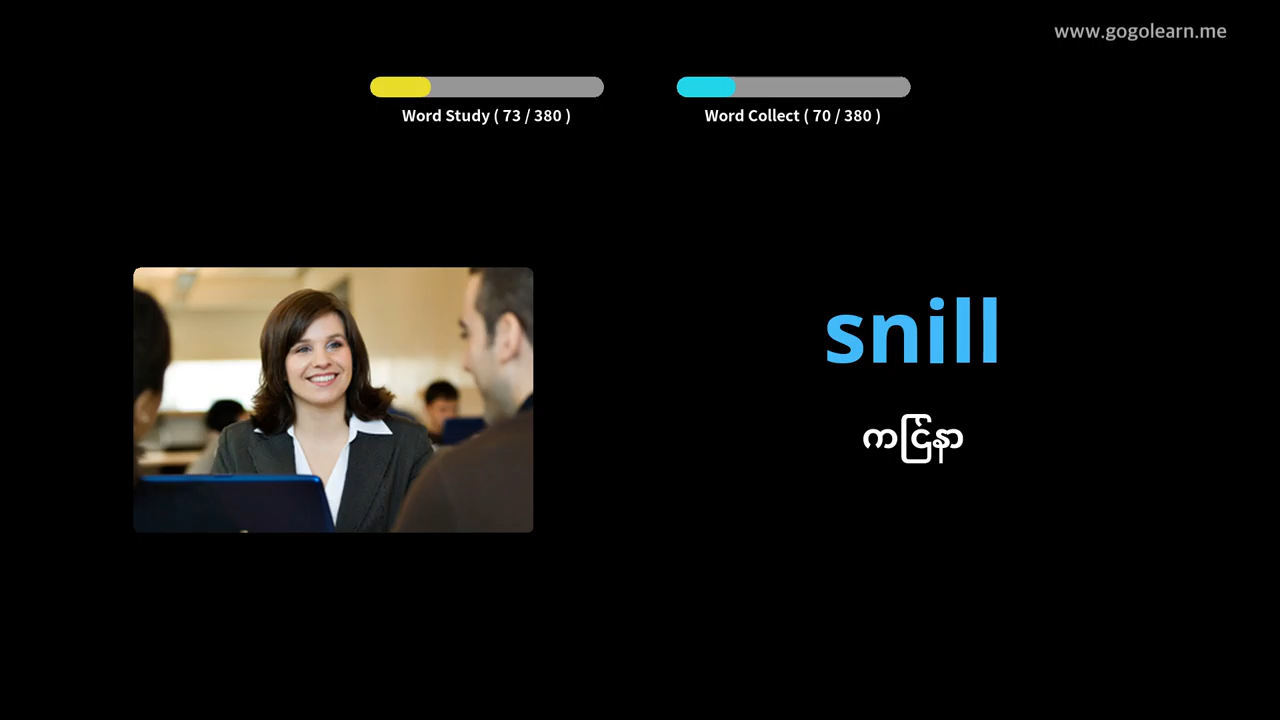 www.gogolearn.me
Word Study ( 73 / 380 )
Word Collect ( 70 / 380 )
snill
ကငြ်နာ